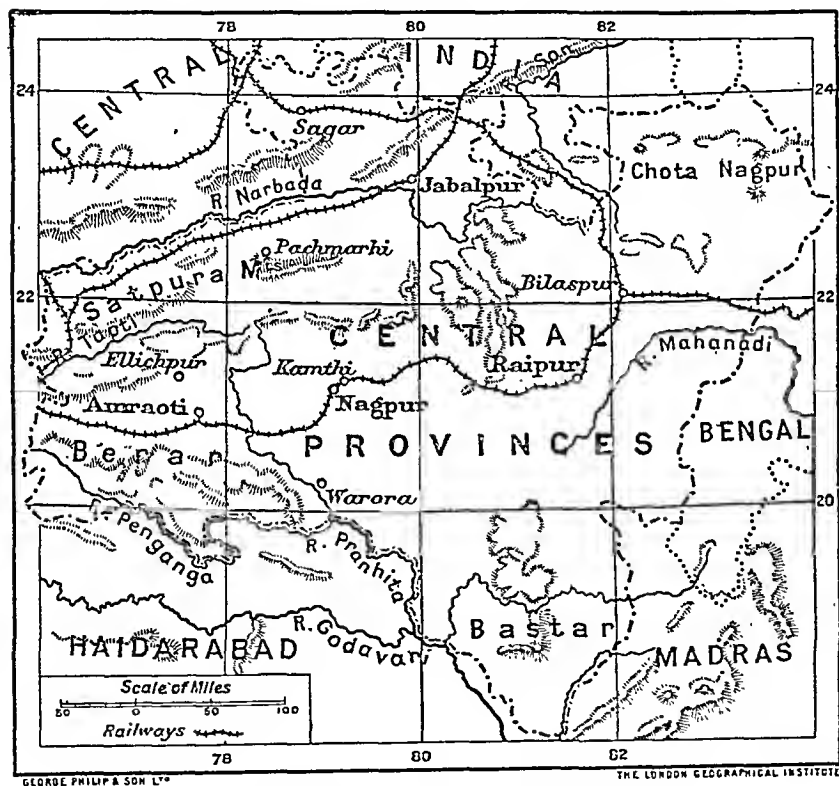 78 80 82
CENTRAL INDIA
R. Son
24 24
Sagar
Chota Nagpur
R. Narbada
Jabalpur
Pachmarhi
Satpura Mts
Bilaspur
22 22
R. Tapti
CENTRAL
R. Mahanadi
Ellichpur
Kamthi
Raipur
Amraoti
Nagpur
PROVINCES
BENGAL
Berar
Warora
20 20
Penganga
R. Pranhita
Bastar
R. Godavari
HAIDARABAD
MADRAS
Scale of Miles
50 0 50 100
Railways
78 80 82
GEORGE PHILIP & SON LTD
THE LONDON GEOGRAPHICAL INSTITUTE